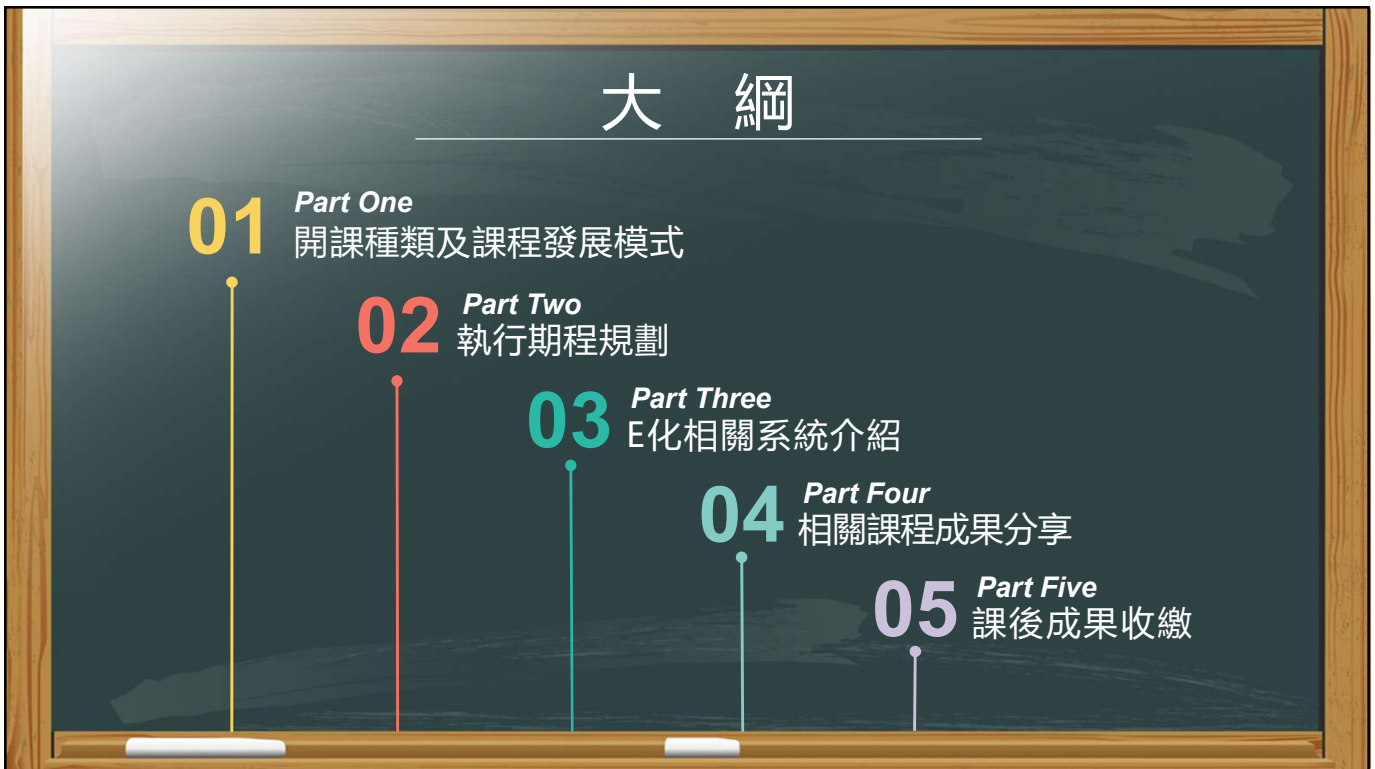 大 綱
01
Part One
開課種類及課程發展模式
02
Part Two
執行期程規劃
03
Part Three
E化相關系統介紹
04
Part Four
相關課程成果分享
05
Part Five
課後成果收繳